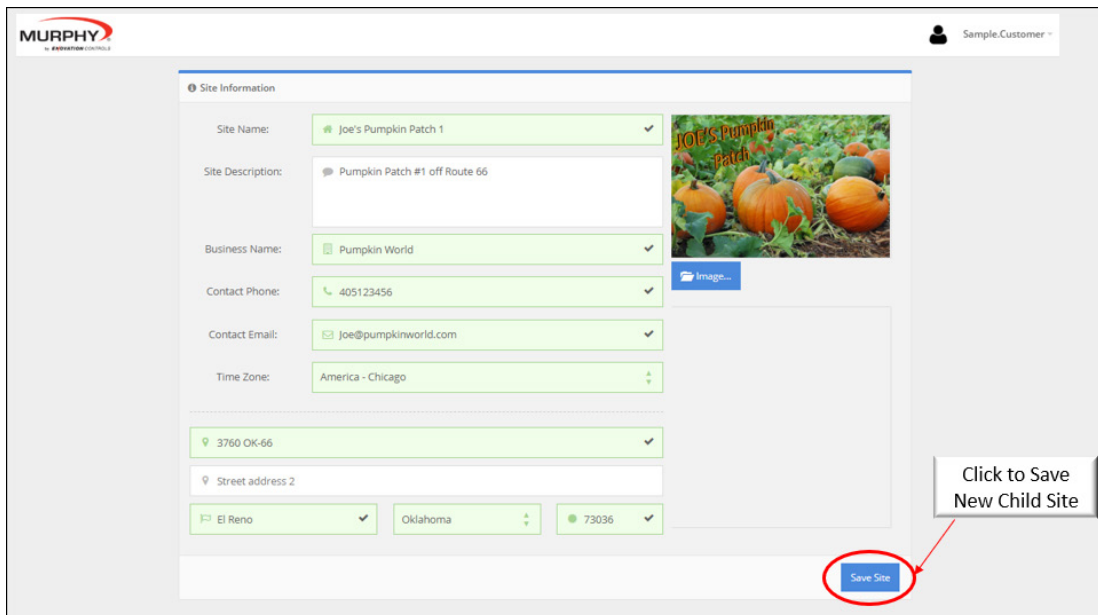 MURPHY
by ENOVATION CONTROLS
Sample.Customer
Site Information
Site Name: Joe's Pumpkin Patch 1
JOE'S Pumpkin
Patch
Site Description: Pumpkin Patch #1 off Route 66
Business Name: Pumpkin World
Image...
Contact Phone: 405123456
Contact Email: Joe@pumpkinworld.com
Time Zone: America - Chicago
3760 OK-66
Street address 2
El Reno Oklahoma 73036
Click to Save
New Child Site
Save Site